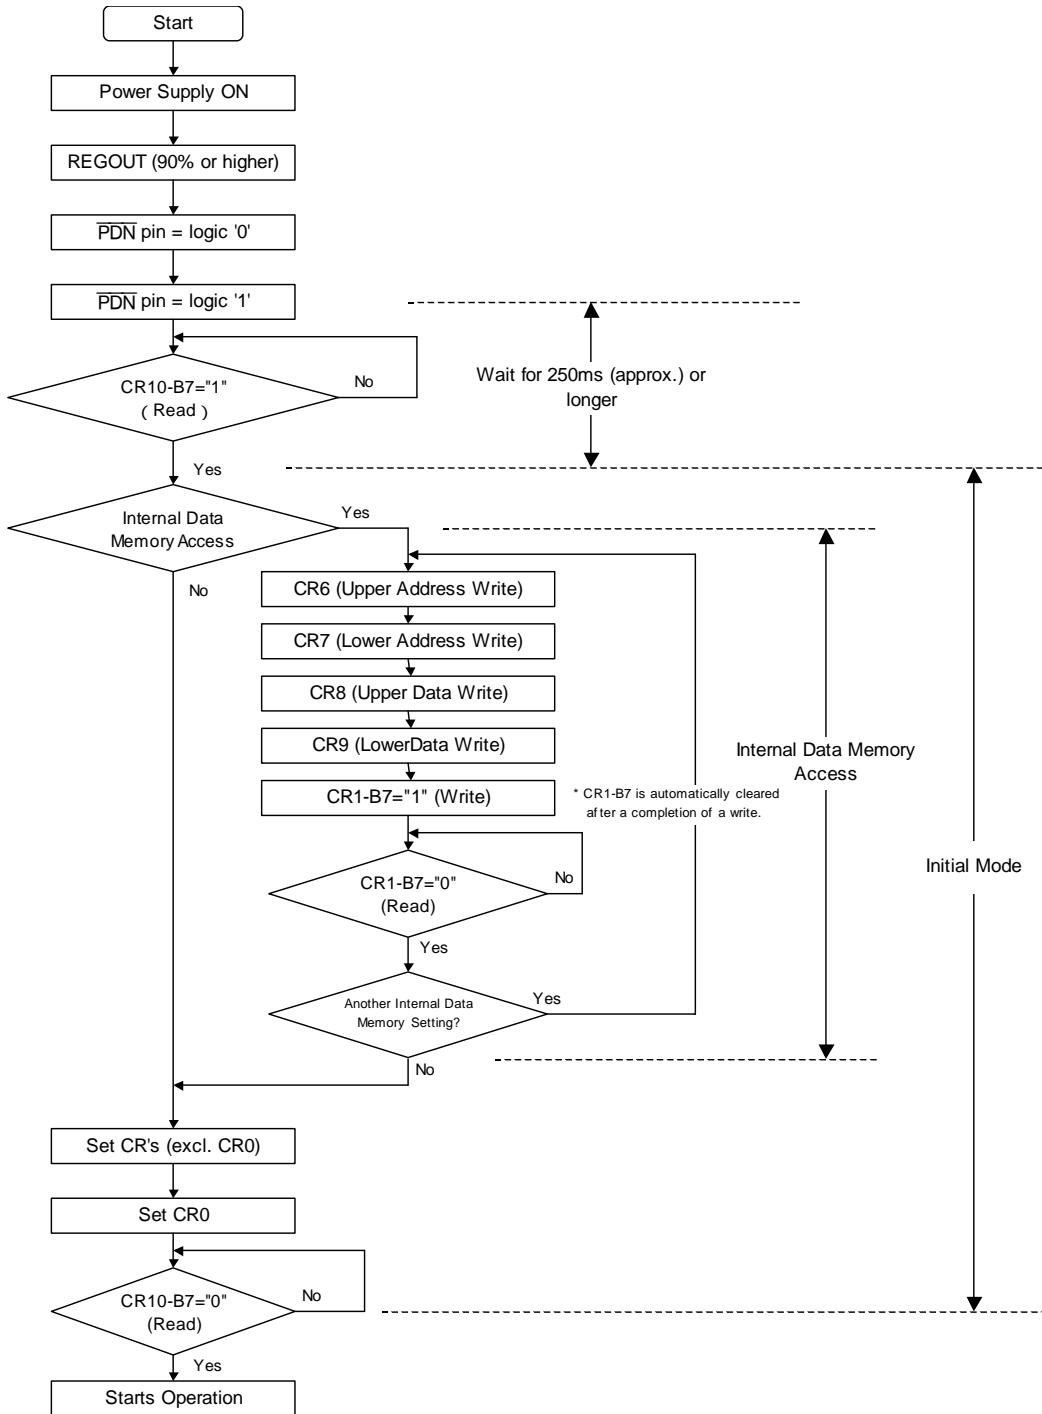 Start
Power Supply ON
REGOUT (90% or higher)
PDN pin = logic '0'
PDN pin = logic '1'
CR10-B7="1"
( Read )
No
Wait for 250ms (approx.) or
longer
Yes
Internal Data
Memory Access
Yes
No
CR6 (Upper Address Write)
CR7 (Lower Address Write)
CR8 (Upper Data Write)
CR9 (LowerData Write)
CR1-B7="1" (Write)
* CR1-B7 is automatically cleared
after a completion of a write.
Internal Data Memory
Access
CR1-B7="0"
(Read)
No
Yes
Initial Mode
Another Internal Data
Memory Setting?
Yes
No
Set CR's (excl. CR0)
Set CR0
CR10-B7="0"
(Read)
No
Yes
Starts Operation